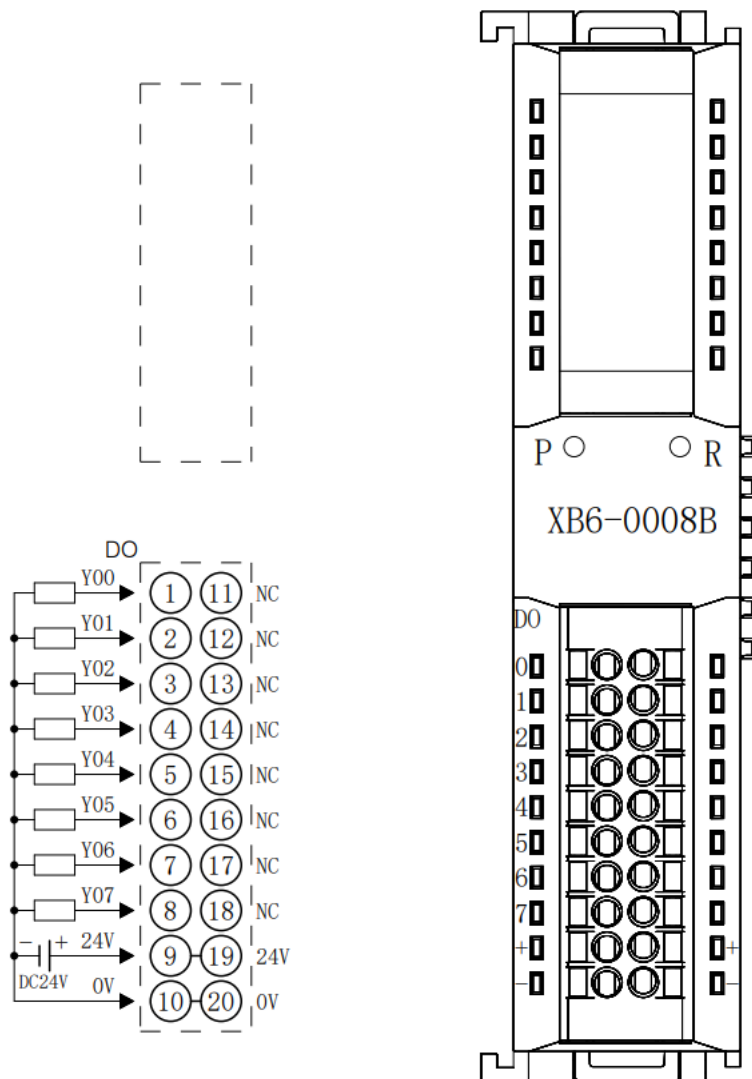 P R
XB6-0008B
DO
Y00 1 11 NC
Y01 2 12 NC
Y02 3 13 NC
Y03 4 14 NC
Y04 5 15 NC
Y05 6 16 NC
Y06 7 17 NC
Y07 8 18 NC
- + 24V 9 19 24V
DC24V
0V 10 20 0V
DO
0
1
2
3
4
5
6
7
+ +
- -